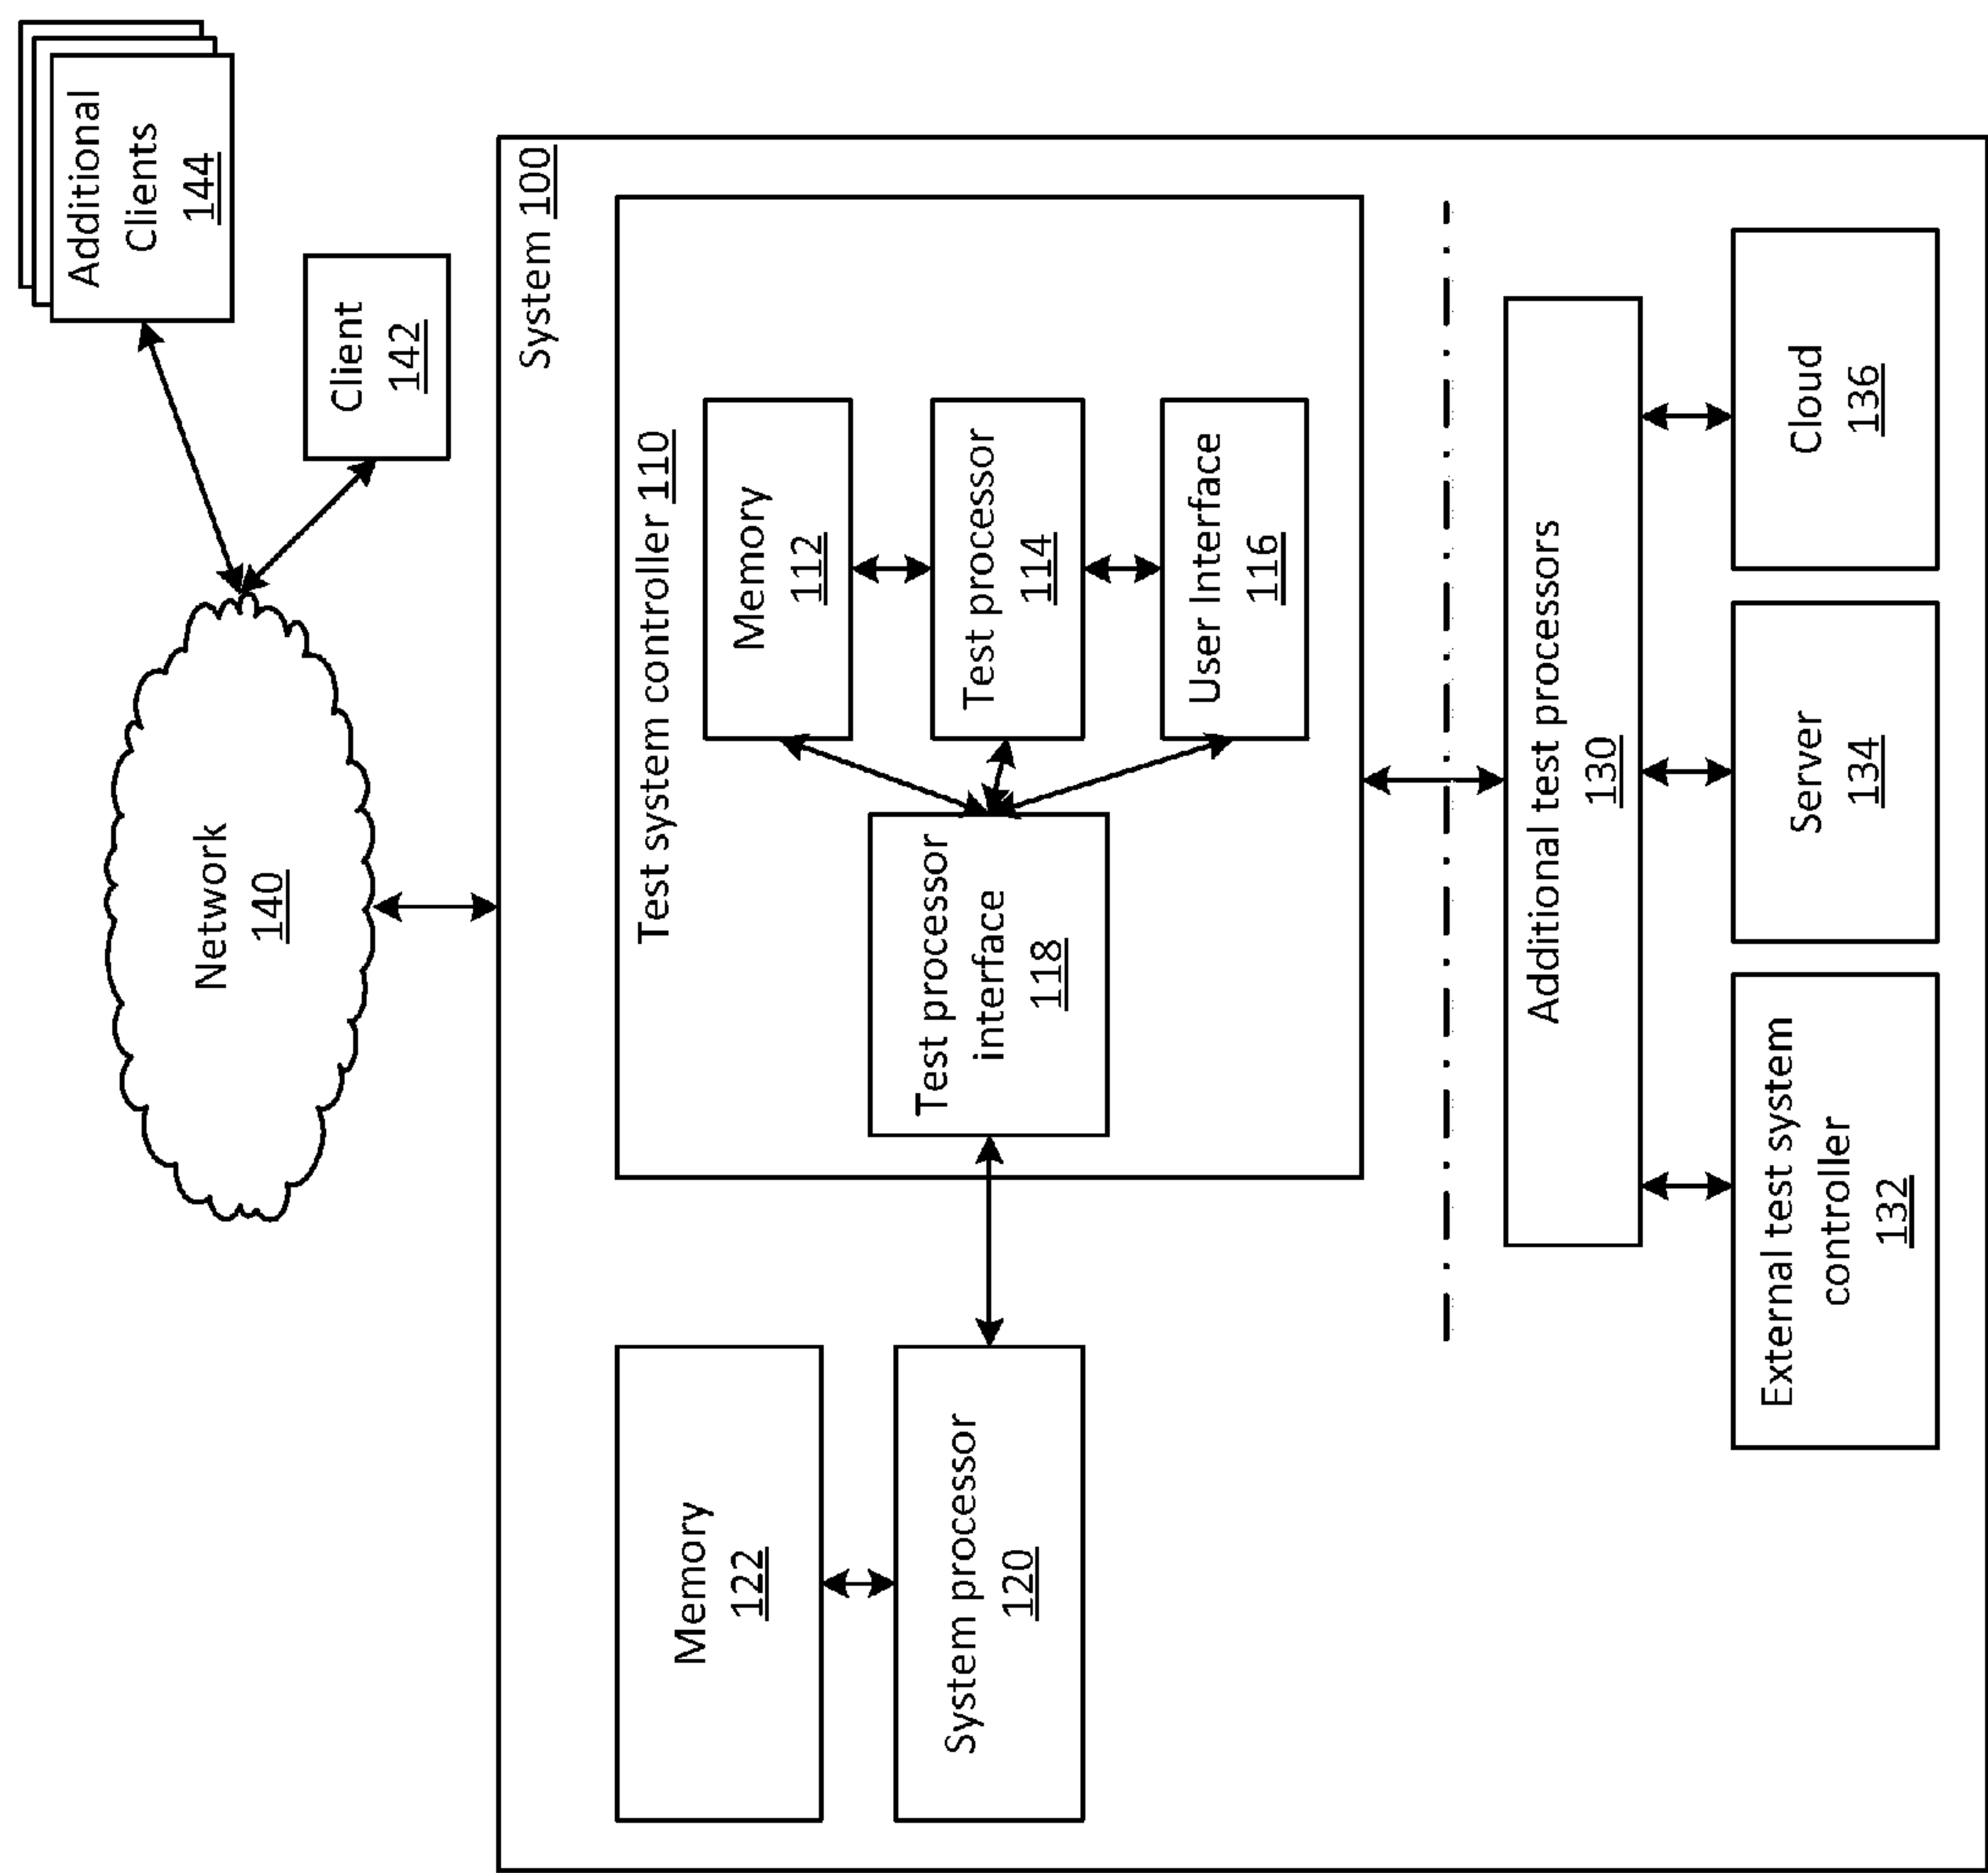 Additional
Clients
144
Client
142
Network
140
System 100
Test system controller 110
Memory
112
Test processor
114
User Interface
116
Test processor
interface
118
Memory
122
System processor
120
Additional test processors
130
External test system
controller
132
Server
134
Cloud
136